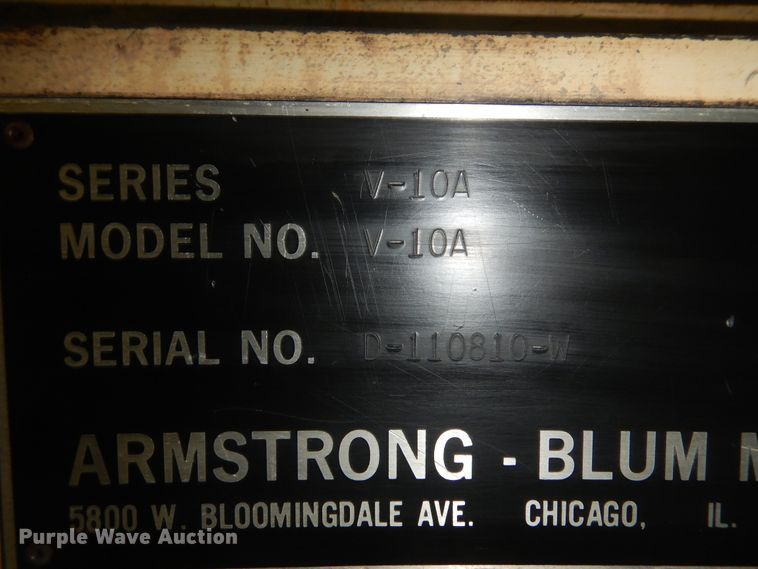 SERIES V-10A
MODEL NO. V-10A
SERIAL NO. D-110810-W
ARMSTRONG - BLUM M
5800 W. BLOOMINGDALE AVE. CHICAGO, IL.
Purple Wave Auction